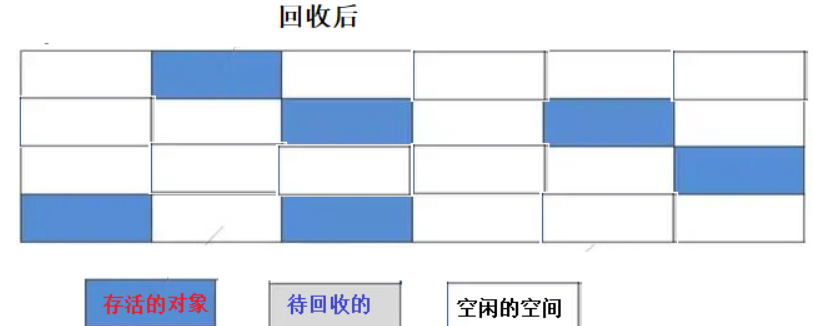 回收后
存活的对象
待回收的
空闲的空间